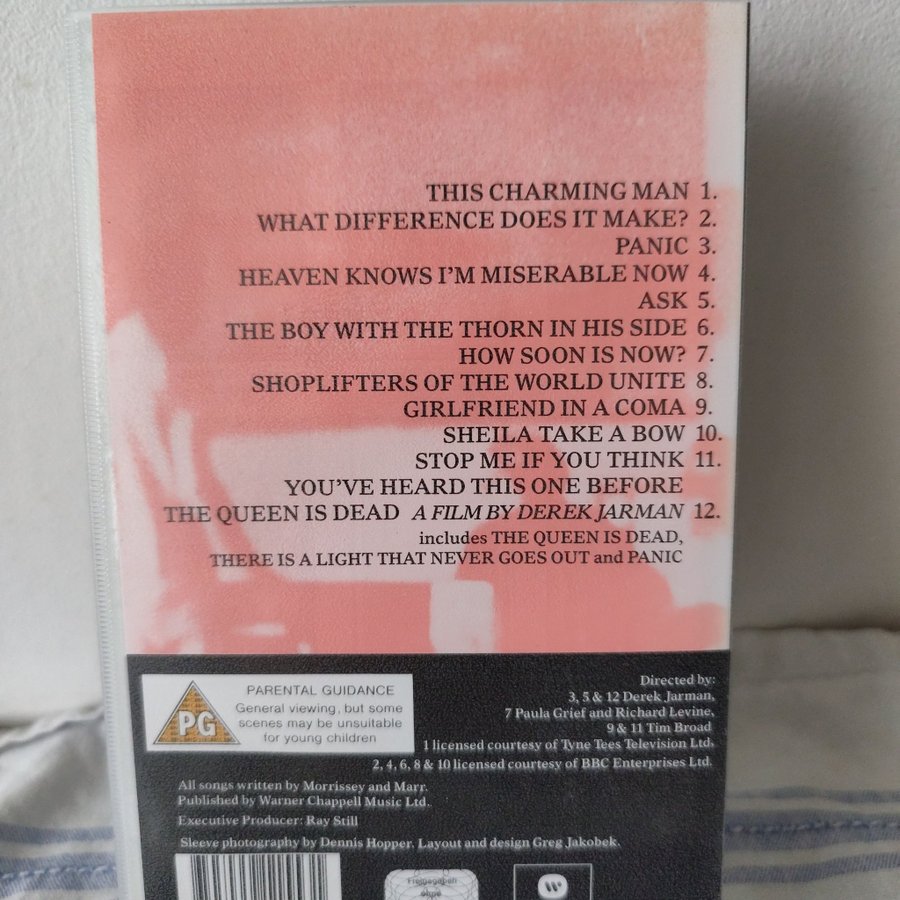 THIS CHARMING MAN 1.
WHAT DIFFERENCE DOES IT MAKE? 2.
PANIC 3.
HEAVEN KNOWS I'M MISERABLE NOW 4.
ASK 5.
THE BOY WITH THE THORN IN HIS SIDE 6.
HOW SOON IS NOW? 7.
SHOPLIFTERS OF THE WORLD UNITE 8.
GIRLFRIEND IN A COMA 9.
SHEILA TAKE A BOW 10.
STOP ME IF YOU THINK 11.
YOU'VE HEARD THIS ONE BEFORE
THE QUEEN IS DEAD A FILM BY DEREK JARMAN 12.
includes THE QUEEN IS DEAD,
THERE IS A LIGHT THAT NEVER GOES OUT and PANIC
PG
PARENTAL GUIDANCE
General viewing, but some
scenes may be unsuitable
for young children
Directed by:
3, 5 & 12 Derek Jarman,
7 Paula Grief and Richard Levine,
9 & 11 Tim Broad
1 licensed courtesy of Tyne Tees Television Ltd.
2, 4, 6, 8 & 10 licensed courtesy of BBC Enterprises Ltd.
All songs written by Morrissey and Marr.
Published by Warner Chappell Music Ltd.
Executive Producer: Ray Still
Sleeve photography by Dennis Hopper. Layout and design Greg Jakobek.
ohne